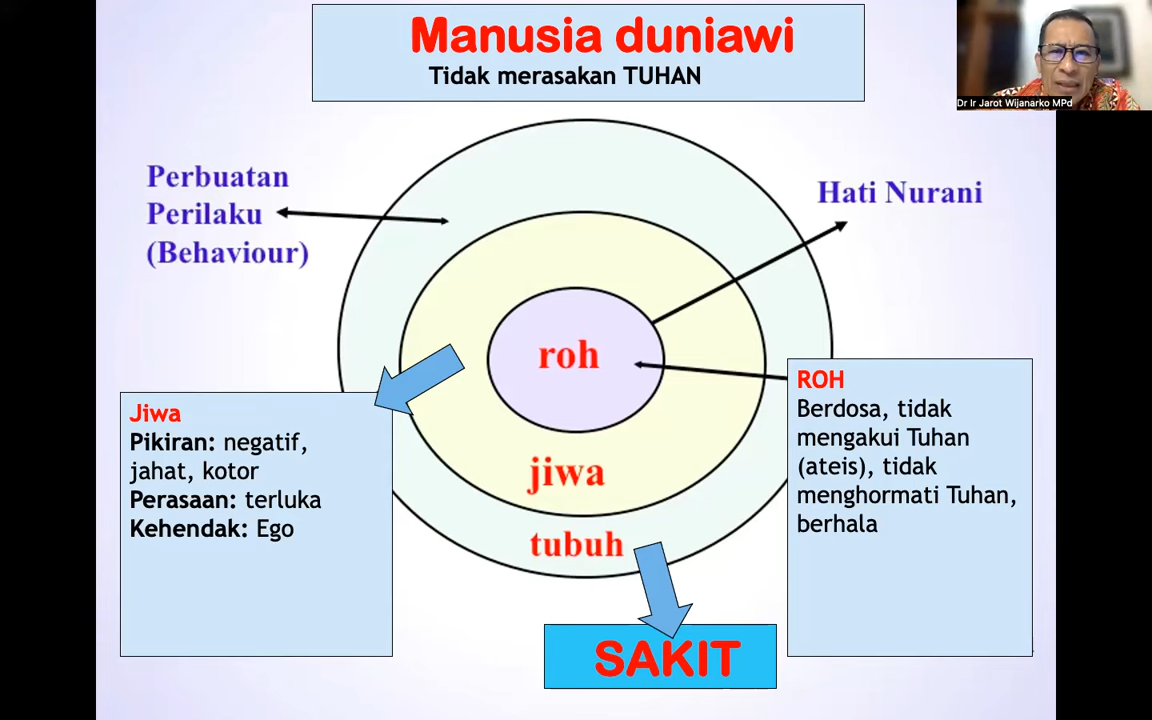 Manusia duniawi
Tidak merasakan TUHAN
Dr Ir Jarot Wijanarko MPd
Perbuatan
Perilaku
(Behaviour)
Hati Nurani
roh
jiwa
tubuh
Jiwa
Pikiran: negatif,
jahat, kotor
Perasaan: terluka
Kehendak: Ego
ROH
Berdosa, tidak
mengakui Tuhan
(ateis), tidak
menghormati Tuhan,
berhala
SAKIT